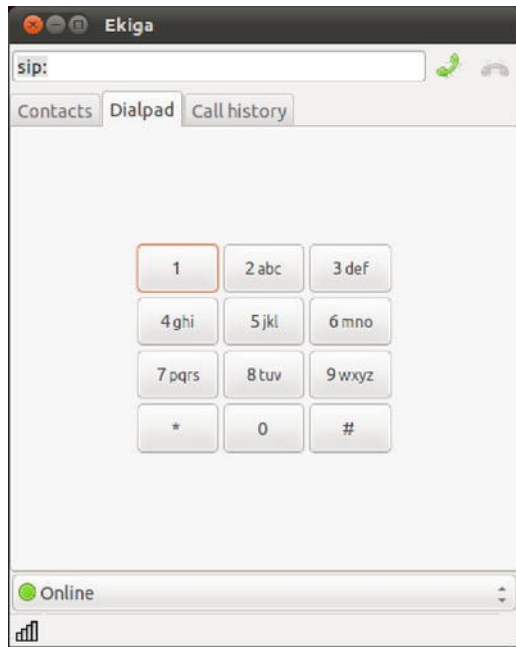 Ekiga
sip:
Contacts Dialpad Call history
1 2 abc 3 def
4 ghi 5 jkl 6 mno
7 pqrs 8 tuv 9 wxyz
* 0 #
Online